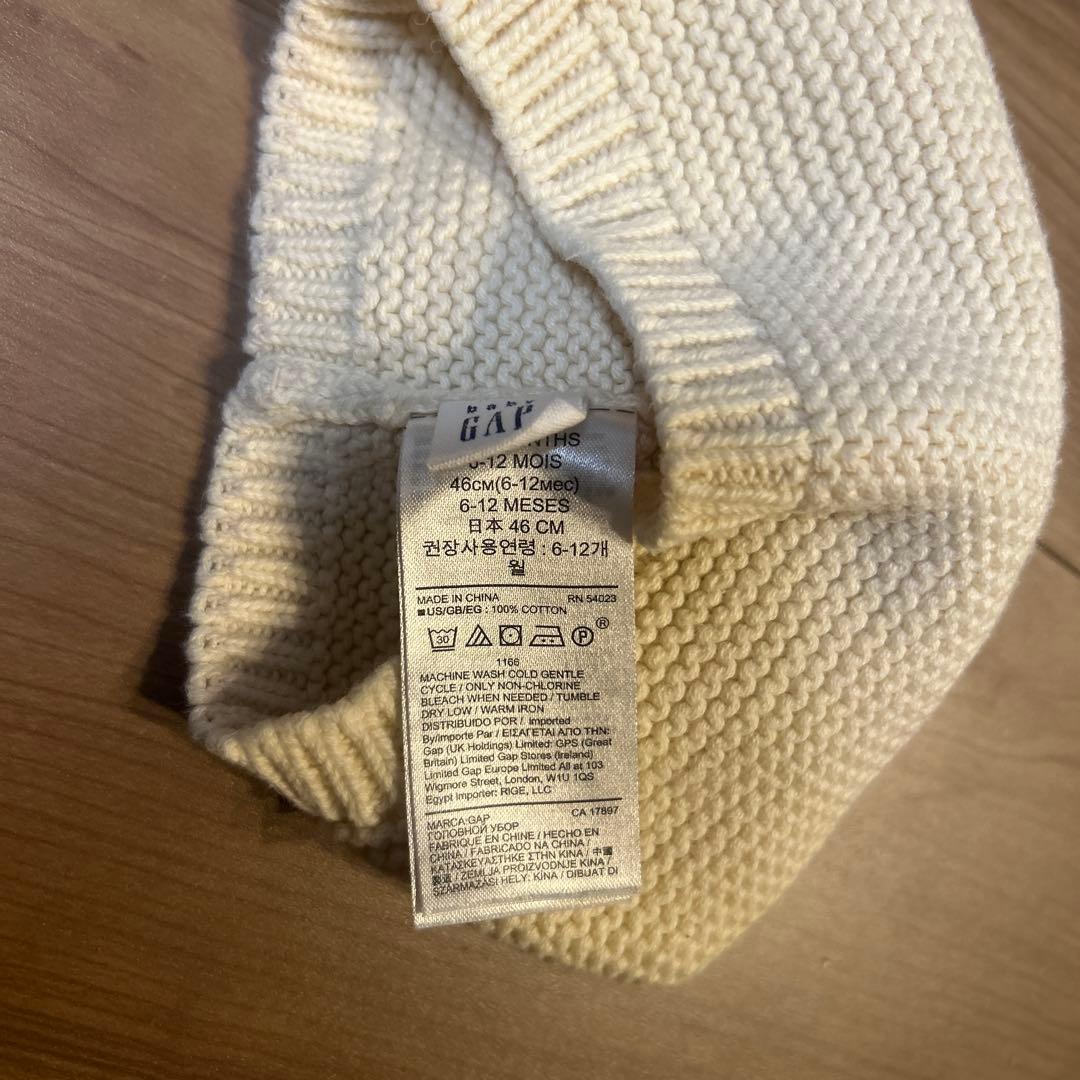 baby
GAP
NTHS
6-12 MOIS
46см(6-12мес)
6-12 MESES
日本 46 CM
권장사용연령 : 6-12개
월
MADE IN CHINA RN 54023
■US/GB/EG : 100% COTTON
30 P ®
1166
MACHINE WASH COLD GENTLE
CYCLE / ONLY NON-CHLORINE
BLEACH WHEN NEEDED / TUMBLE
DRY LOW / WARM IRON
DISTRIBUIDO POR / Imported
By/Importe Par / ΕΙΣΑΓΕΤΑΙ ΑΠΟ ΤΗΝ:
Gap (UK Holdings) Limited: GPS (Great
Britain) Limited Gap Stores (Ireland)
Limited Gap Europe Limited All at 103
Wigmore Street, London, W1U 1QS
Egypt Importer: RIGE, LLC
MARCA:GAP CA 17897
ГОЛОВНОЙ УБОР
FABRIQUE EN CHINE / HECHO EN
CHINA / FABRICADO NA CHINA /
ΚΑΤΑΣΚΕΥΑΣΤΗΚΕ ΣΤΗΝ ΚΙΝΑ / 中國
製造 / ZEMLJA PROIZVODNJE KINA /
SZÁRMAZÁSI HELY: KÍNA / DIBUAT DI